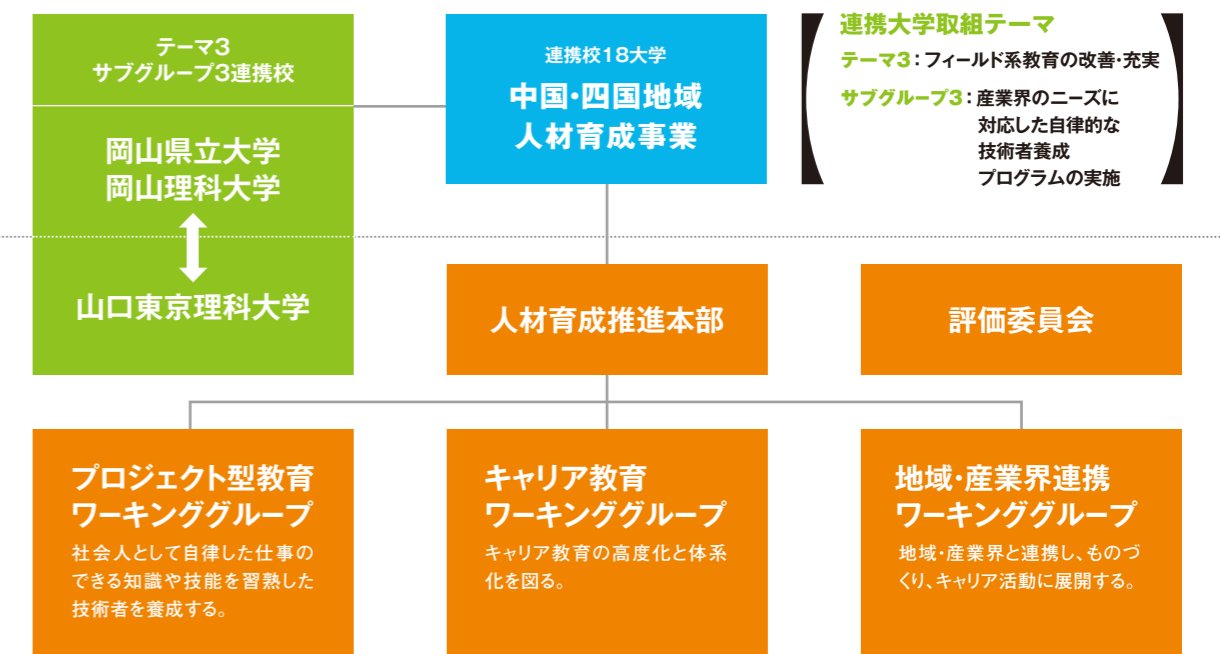 テーマ3
サブグループ3連携校
岡山県立大学
岡山理科大学
山口東京理科大学
連携校18大学
中国・四国地域
人材育成事業
連携大学取組テーマ
テーマ3：フィールド系教育の改善・充実
サブグループ3：産業界のニーズに
対応した自律的な
技術者養成
プログラムの実施
人材育成推進本部
評価委員会
プロジェクト型教育
ワーキンググループ
社会人として自律した仕事の
できる知識や技能を習熟した
技術者を養成する。
キャリア教育
ワーキンググループ
キャリア教育の高度化と体系
化を図る。
地域・産業界連携
ワーキンググループ
地域・産業界と連携し、ものづ
くり、キャリア活動に展開する。